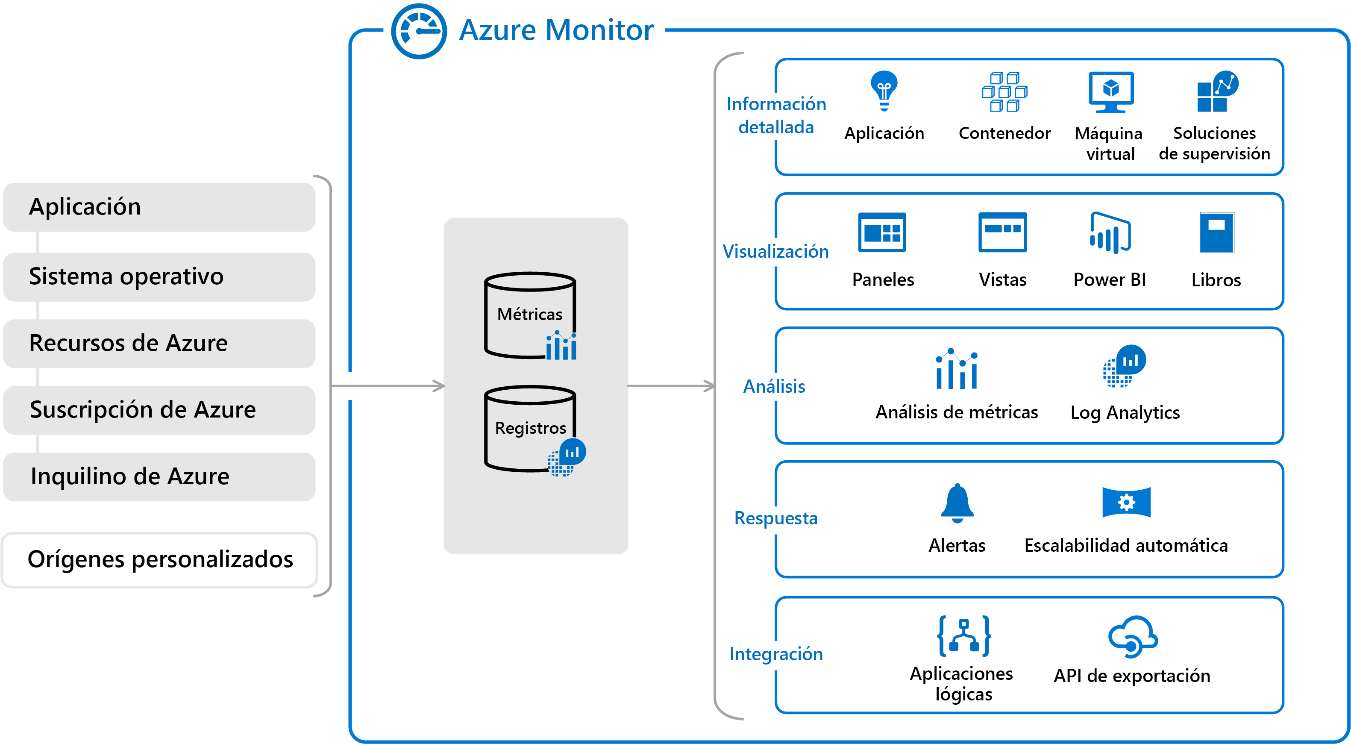 Azure Monitor
Aplicación
Sistema operativo
Recursos de Azure
Suscripción de Azure
Inquilino de Azure
Orígenes personalizados
Métricas
Registros
Información
detallada
Aplicación
Contenedor
Máquina
virtual
Soluciones
de supervisión
Visualización
Paneles
Vistas
Power BI
Libros
Análisis
Análisis de métricas
Log Analytics
Respuesta
Alertas
Escalabilidad automática
Integración
Aplicaciones
lógicas
API de exportación